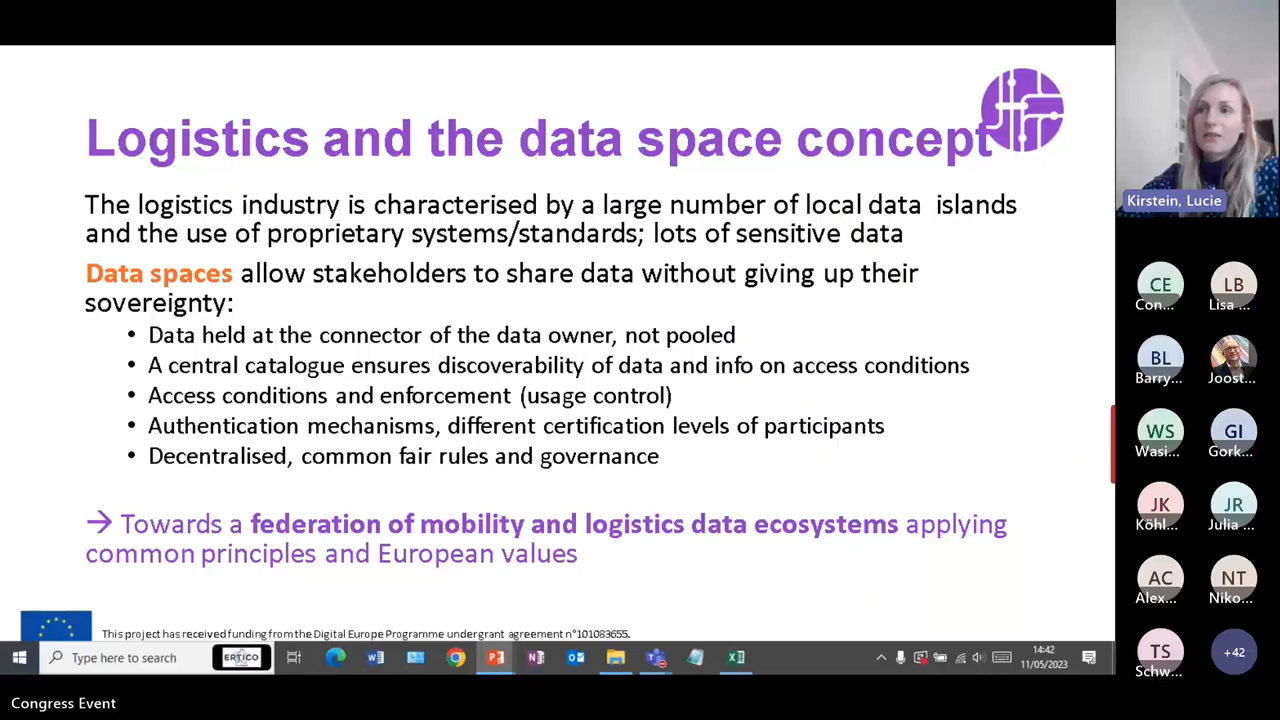 Logistics and the data space concept
The logistics industry is characterised by a large number of local data islands
and the use of proprietary systems/standards; lots of sensitive data
Data spaces allow stakeholders to share data without giving up their
sovereignty:
• Data held at the connector of the data owner, not pooled
• A central catalogue ensures discoverability of data and info on access conditions
• Access conditions and enforcement (usage control)
• Authentication mechanisms, different certification levels of participants
• Decentralised, common fair rules and governance
→ Towards a federation of mobility and logistics data ecosystems applying
common principles and European values
This project has received funding from the Digital Europe Programme under grant agreement n°101083655.
Type here to search
ERTICO
14:42
11/05/2023
Congress Event
Kirstein, Lucie
CE
LB
Con...
Lisa ...
BL
Barry...
Joost...
WS
GI
Wasi...
Gork...
JK
JR
Köhl...
Julia ...
AC
NT
Alex...
Niko...
TS
+42
Schw...